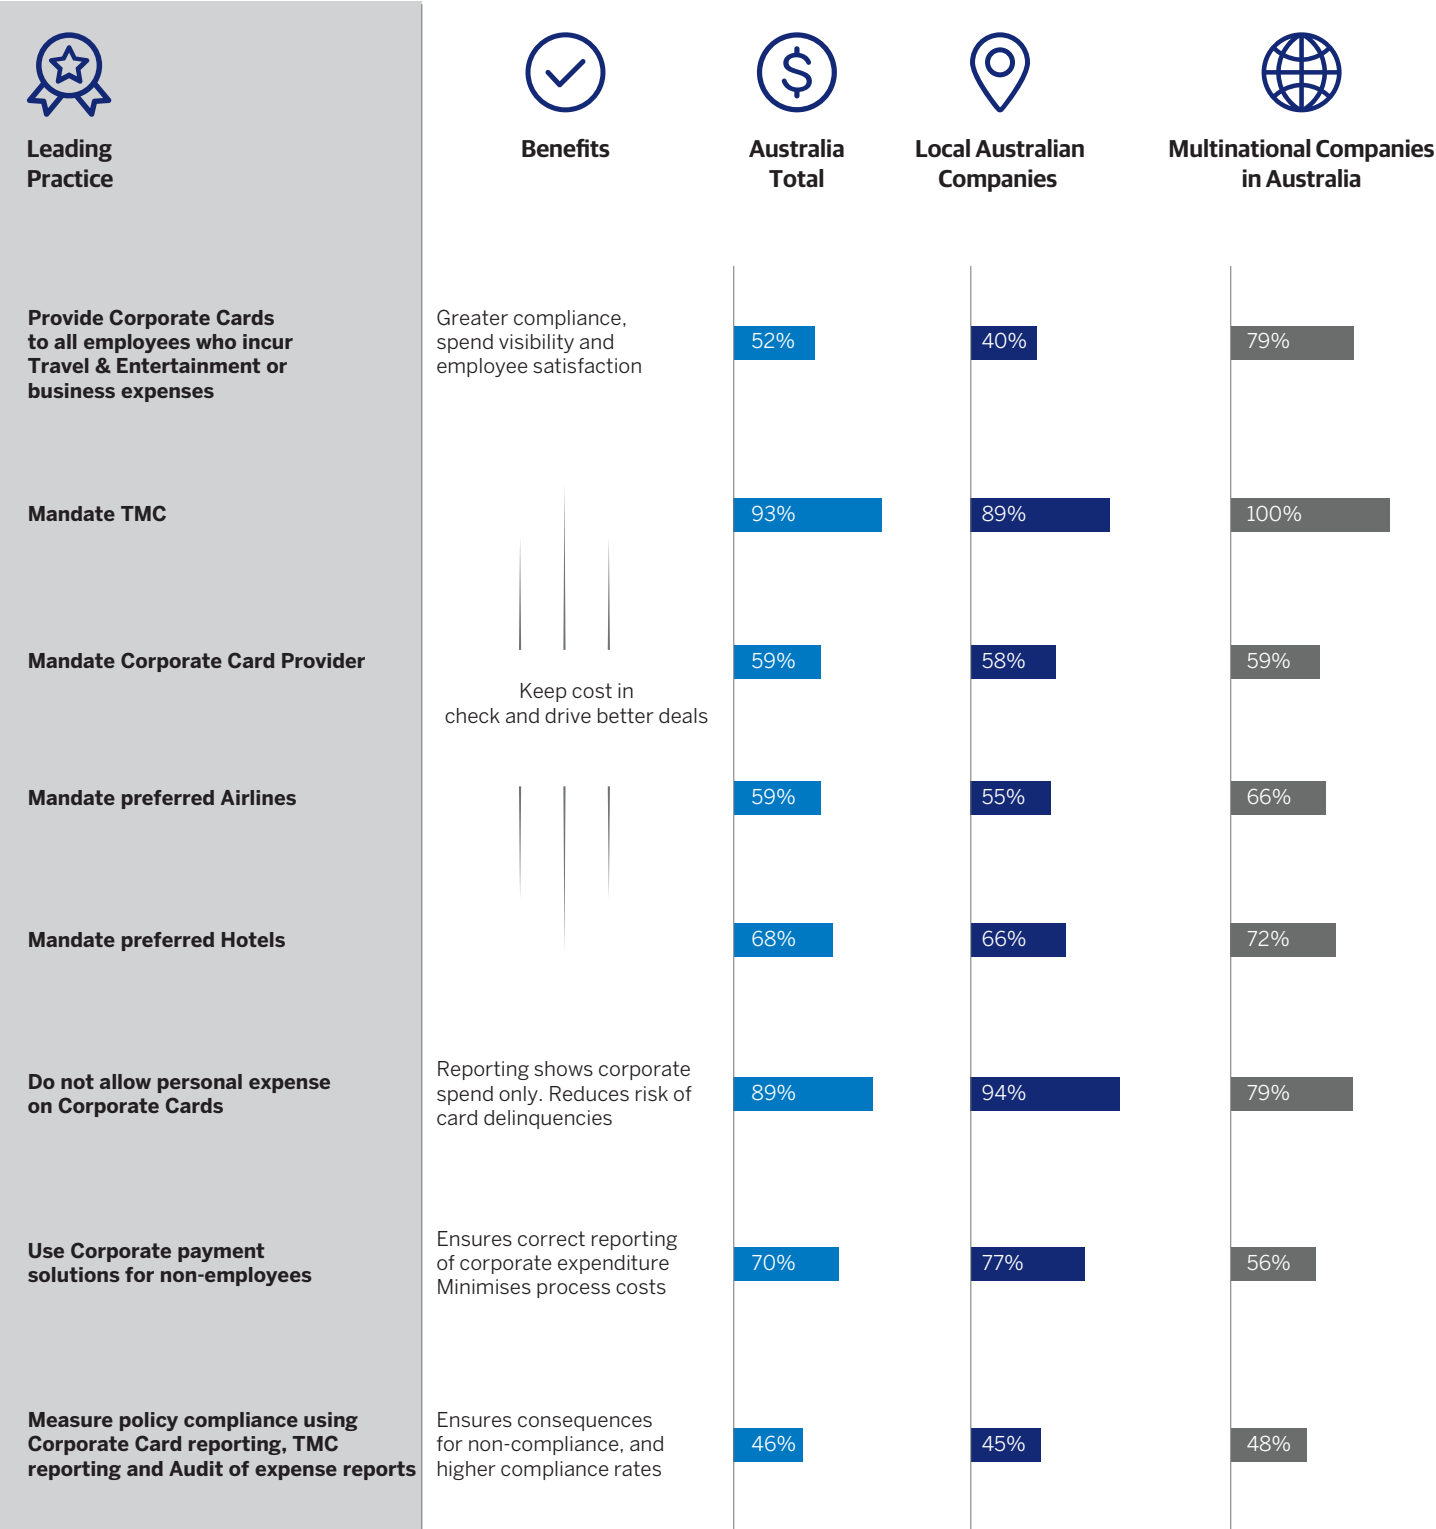 Leading
Practice
Benefits
Australia
Total
Local Australian
Companies
Multinational Companies
in Australia
Provide Corporate Cards
to all employees who incur
Travel & Entertainment or
business expenses
Greater compliance,
spend visibility and
employee satisfaction
52%
40%
79%
Mandate TMC
93%
89%
100%
Mandate Corporate Card Provider
59%
58%
59%
Keep cost in
check and drive better deals
Mandate preferred Airlines
59%
55%
66%
Mandate preferred Hotels
68%
66%
72%
Do not allow personal expense
on Corporate Cards
Reporting shows corporate
spend only. Reduces risk of
card delinquencies
89%
94%
79%
Use Corporate payment
solutions for non-employees
Ensures correct reporting
of corporate expenditure
Minimises process costs
70%
77%
56%
Measure policy compliance using
Corporate Card reporting, TMC
reporting and Audit of expense reports
Ensures consequences
for non-compliance, and
higher compliance rates
46%
45%
48%